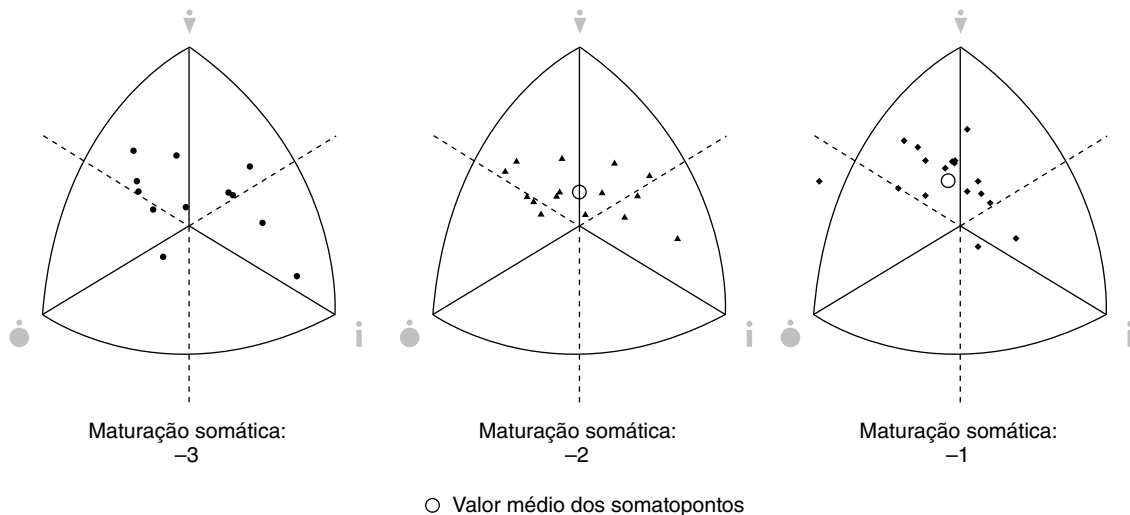 Maturação somática:
–3
Maturação somática:
–2
Maturação somática:
–1
Valor médio dos somatopontos